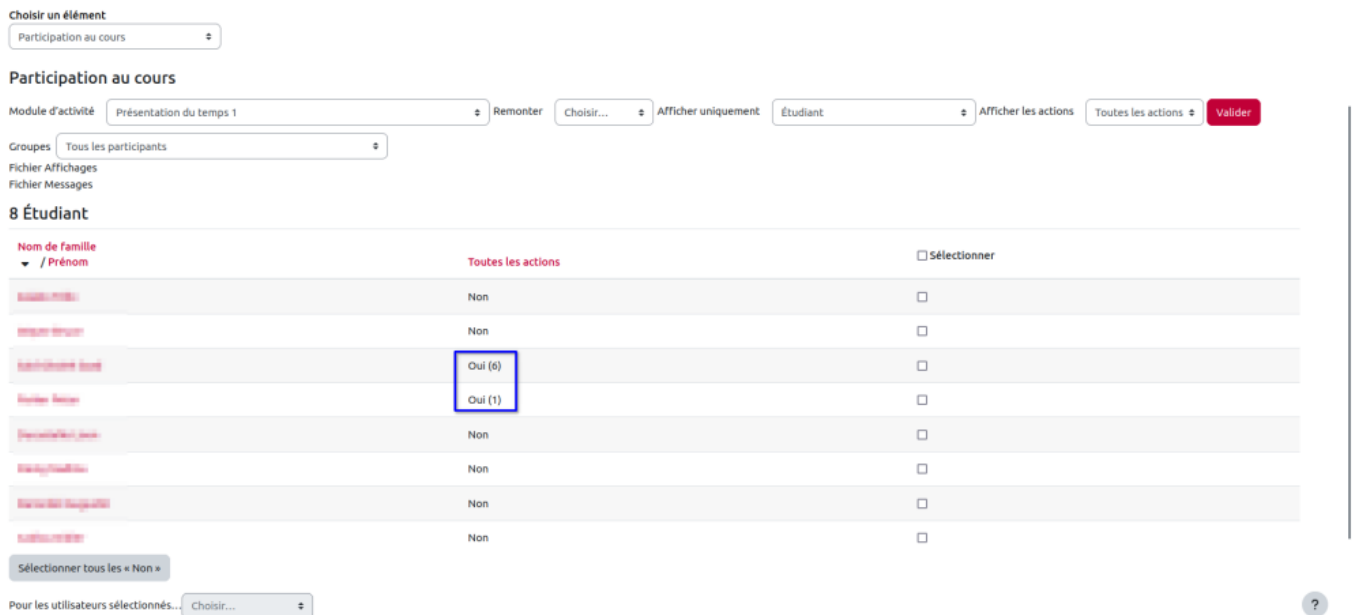 Choisir un élément
Participation au cours
Participation au cours
Module d'activité Présentation du temps 1 Remonter Choisir... Afficher uniquement Étudiant Afficher les actions Toutes les actions Valider
Groupes Tous les participants
Fichier Affichages
Fichier Messages
8 Étudiant
Nom de famille
/ Prénom Toutes les actions Sélectionner
Non
Non
Oui (6)
Oui (1)
Non
Non
Non
Non
Sélectionner tous les « Non »
Pour les utilisateurs sélectionnés... Choisir... ?